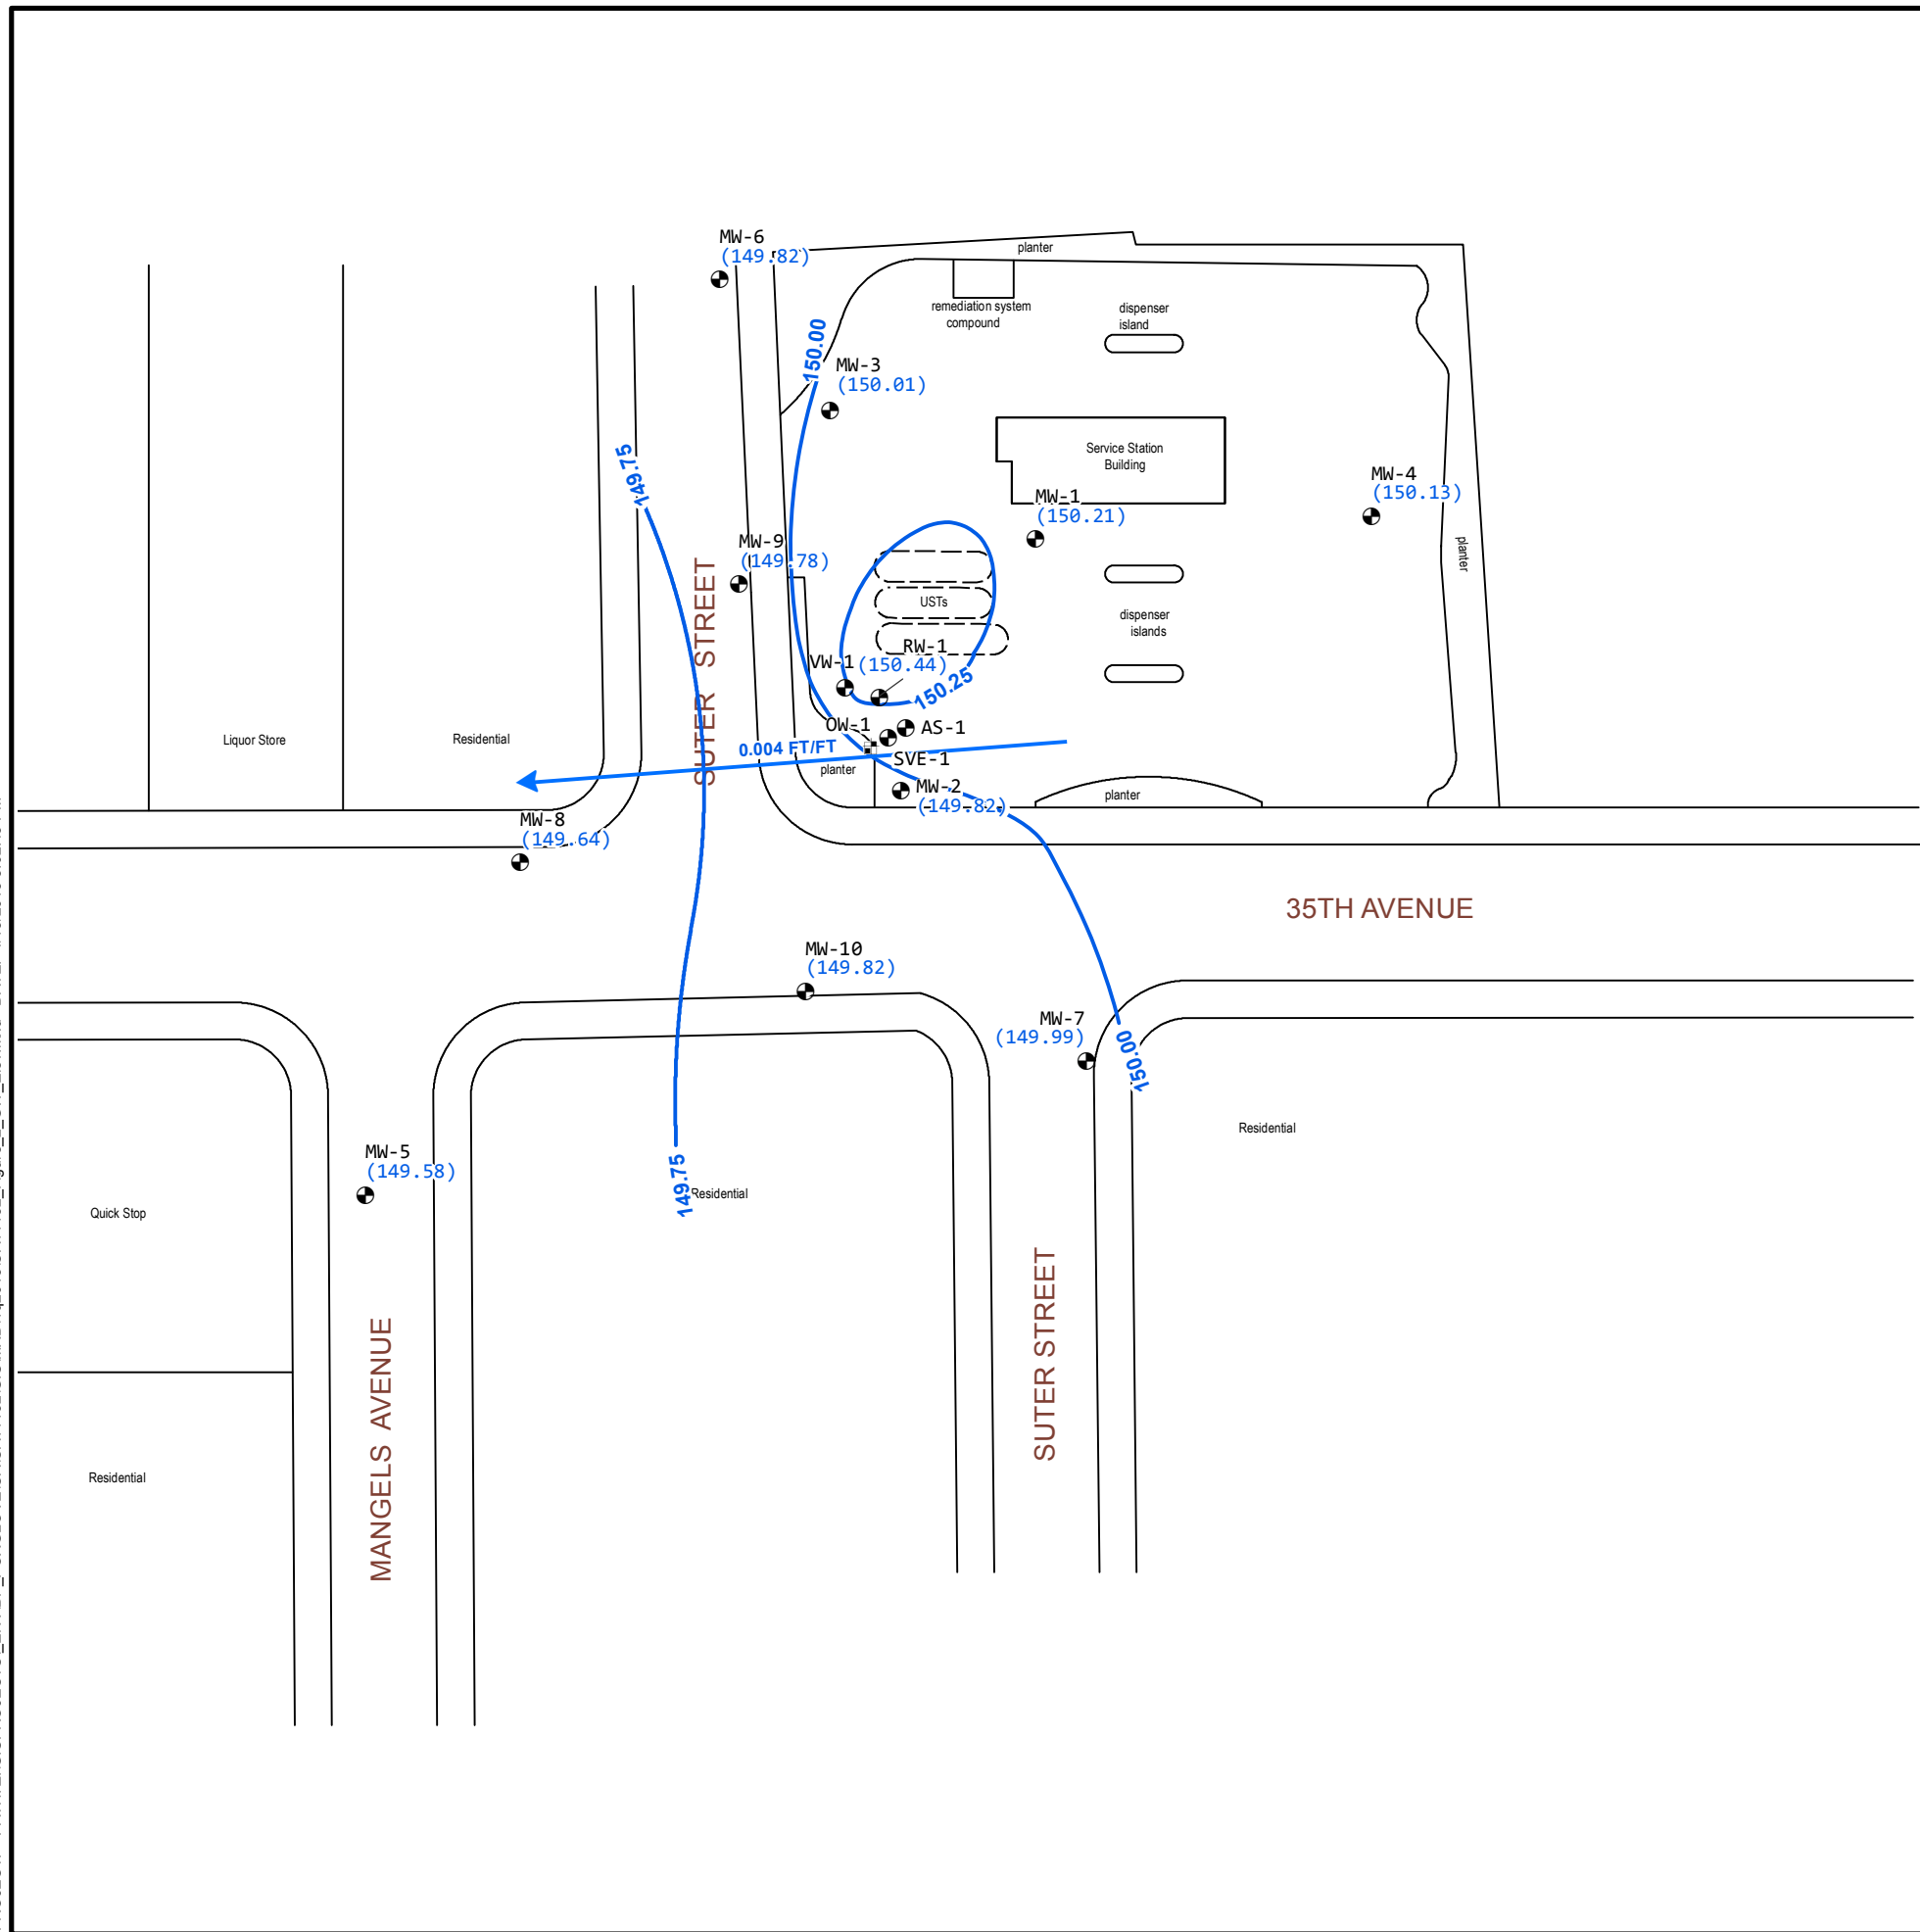 MW-6
(149.82)
planter
remediation system
compound
dispenser
island
150.00
MW-3
(150.01)
Service Station
Building
149.75
MW-4
(150.13)
MW-1
(150.21)
MW-9
(149.78)
planter
USTs
dispenser
islands
SUTER STREET
RW-1
VW-1
(150.44)
150.25
OW-1
AS-1
Liquor Store
Residential
0.004 FT/FT
SVE-1
planter
MW-2
(149.82)
planter
MW-8
(149.64)
35TH AVENUE
MW-10
(149.82)
MW-7
(149.99)
150.00
Residential
MW-5
(149.58)
149.75
Residential
Quick Stop
SUTER STREET
MANGELS AVENUE
Residential